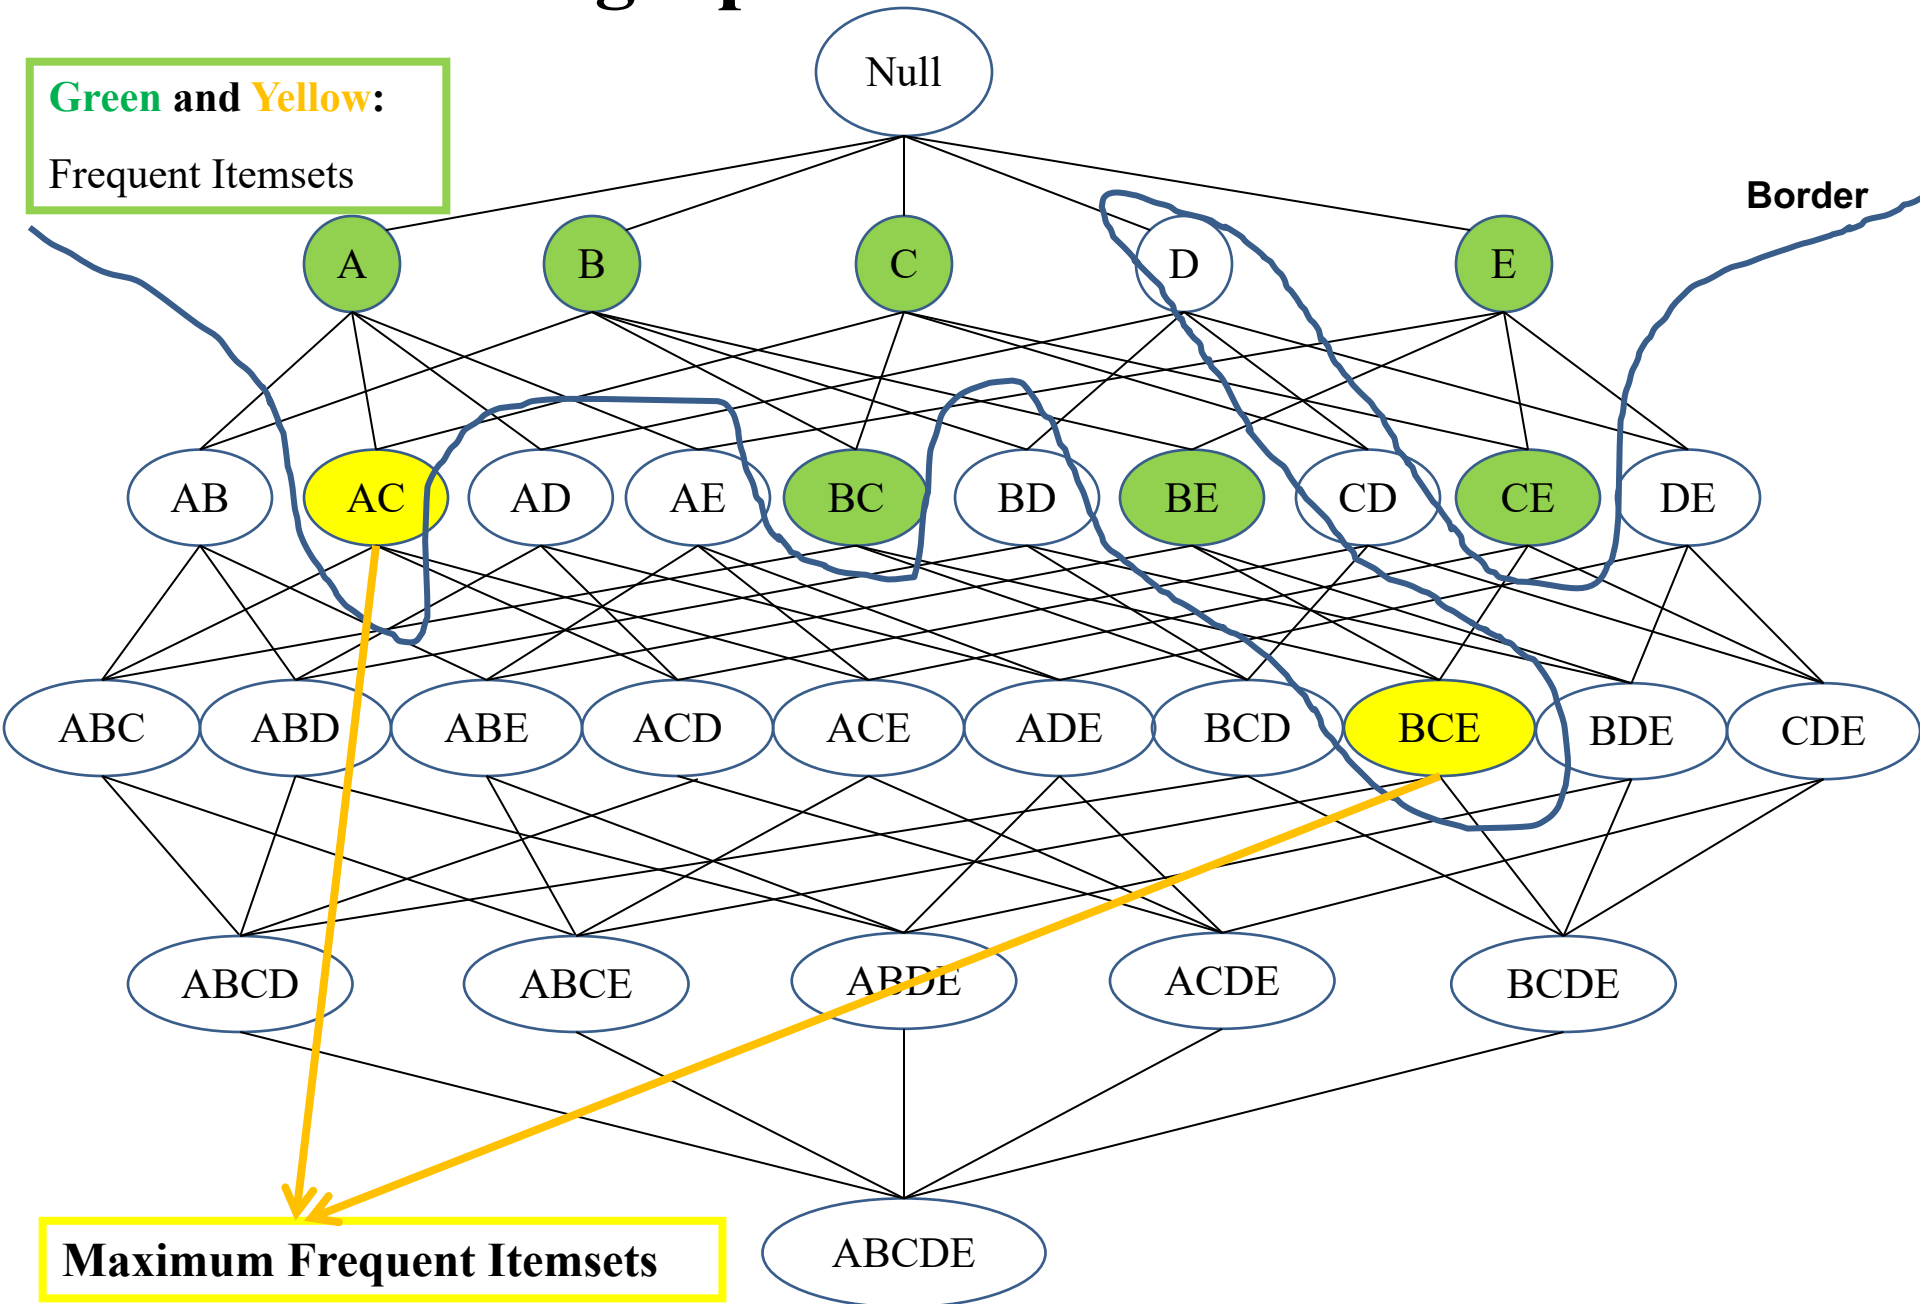 Null
Green and Yellow:
Frequent Itemsets
Border
A B C D E
AB AC AD AE BC BD BE CD CE DE
ABC ABD ABE ACD ACE ADE BCD BCE BDE CDE
ABCD ABCE ABDE ACDE BCDE
Maximum Frequent Itemsets
ABCDE